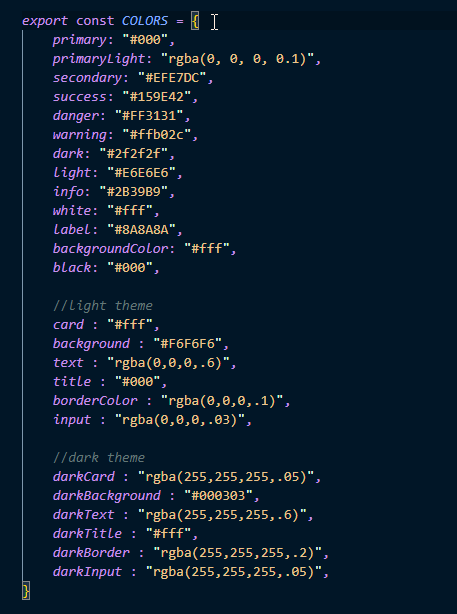 export const COLORS = {
primary: "#000",
primaryLight: "rgba(0, 0, 0, 0.1)",
secondary: "#EFE7DC",
success: "#159E42",
danger: "#FF3131",
warning: "#ffb02c",
dark: "#2f2f2f",
light: "#E6E6E6",
info: "#2B39B9",
white: "#fff",
label: "#8A8A8A",
backgroundColor: "#fff",
black: "#000",
//light theme
card : "#fff",
background : "#F6F6F6",
text : "rgba(0,0,0,.6)",
title : "#000",
borderColor : "rgba(0,0,0,.1)",
input : "rgba(0,0,0,.03)",
//dark theme
darkCard : "rgba(255,255,255,.05)",
darkBackground : "#000303",
darkText : "rgba(255,255,255,.6)",
darkTitle : "#fff",
darkBorder : "rgba(255,255,255,.2)",
darkInput : "rgba(255,255,255,.05)",
}